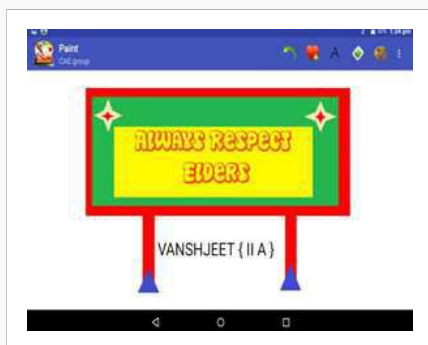 Paint
CAE group
A
ALWAYS RESPECT
ELDERS
VANSHJEET { II A }